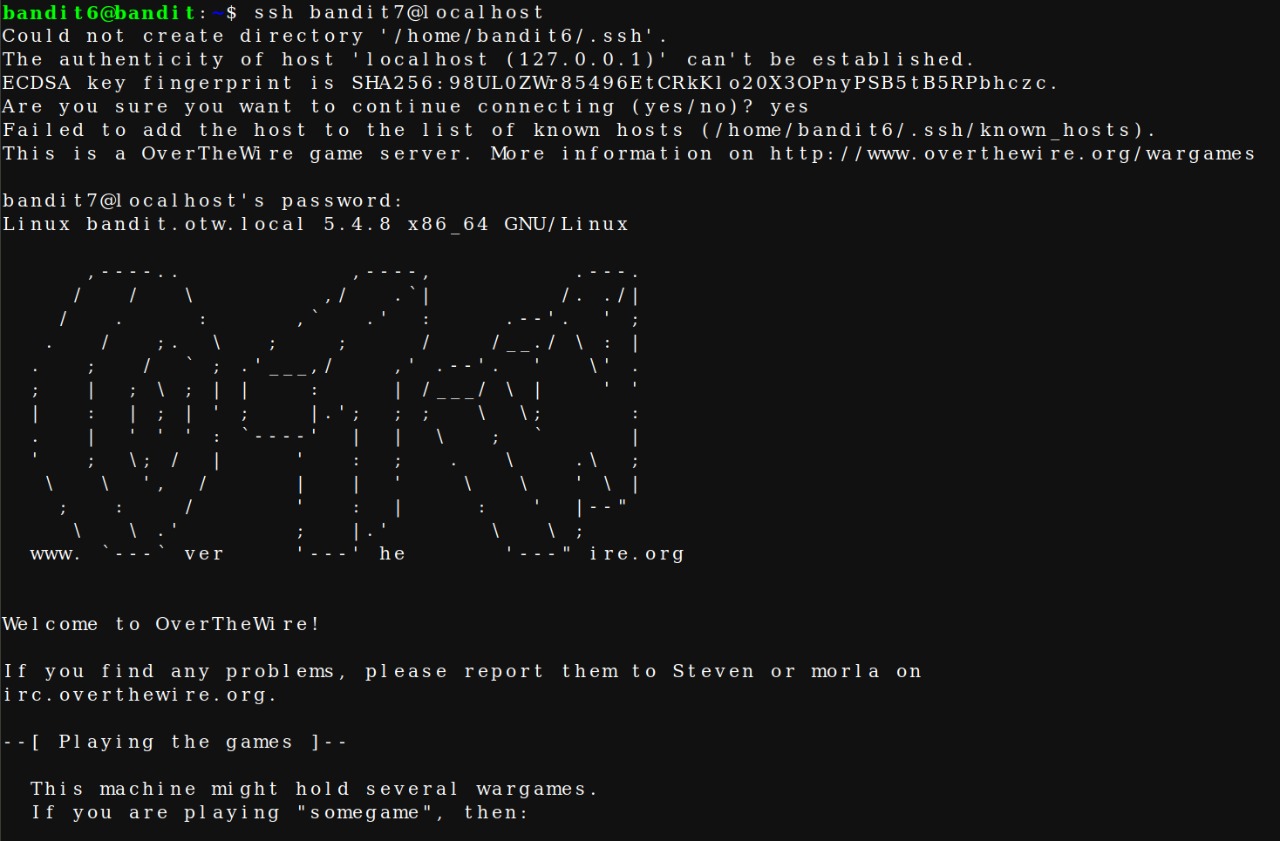 bandit6@bandit:~$ ssh bandit7@localhost
Could not create directory '/home/bandit6/.ssh'.
The authenticity of host 'localhost (127.0.0.1)' can't be established.
ECDSA key fingerprint is SHA256:98UL0ZWr85496EtCRkKlo20X3OPnyPSB5tB5RPbhczc.
Are you sure you want to continue connecting (yes/no)? yes
Failed to add the host to the list of known hosts (/home/bandit6/.ssh/known_hosts).
This is a OverTheWire game server. More information on http://www.overthewire.org/wargames
bandit7@localhost's password:
Linux bandit.otw.local 5.4.8 x86_64 GNU/Linux
www. `---` ver '---' he '---" ire.org
Welcome to OverTheWire!
If you find any problems, please report them to Steven or morla on
irc.overthewire.org.
--[ Playing the games ]--
This machine might hold several wargames.
If you are playing "somegame", then: